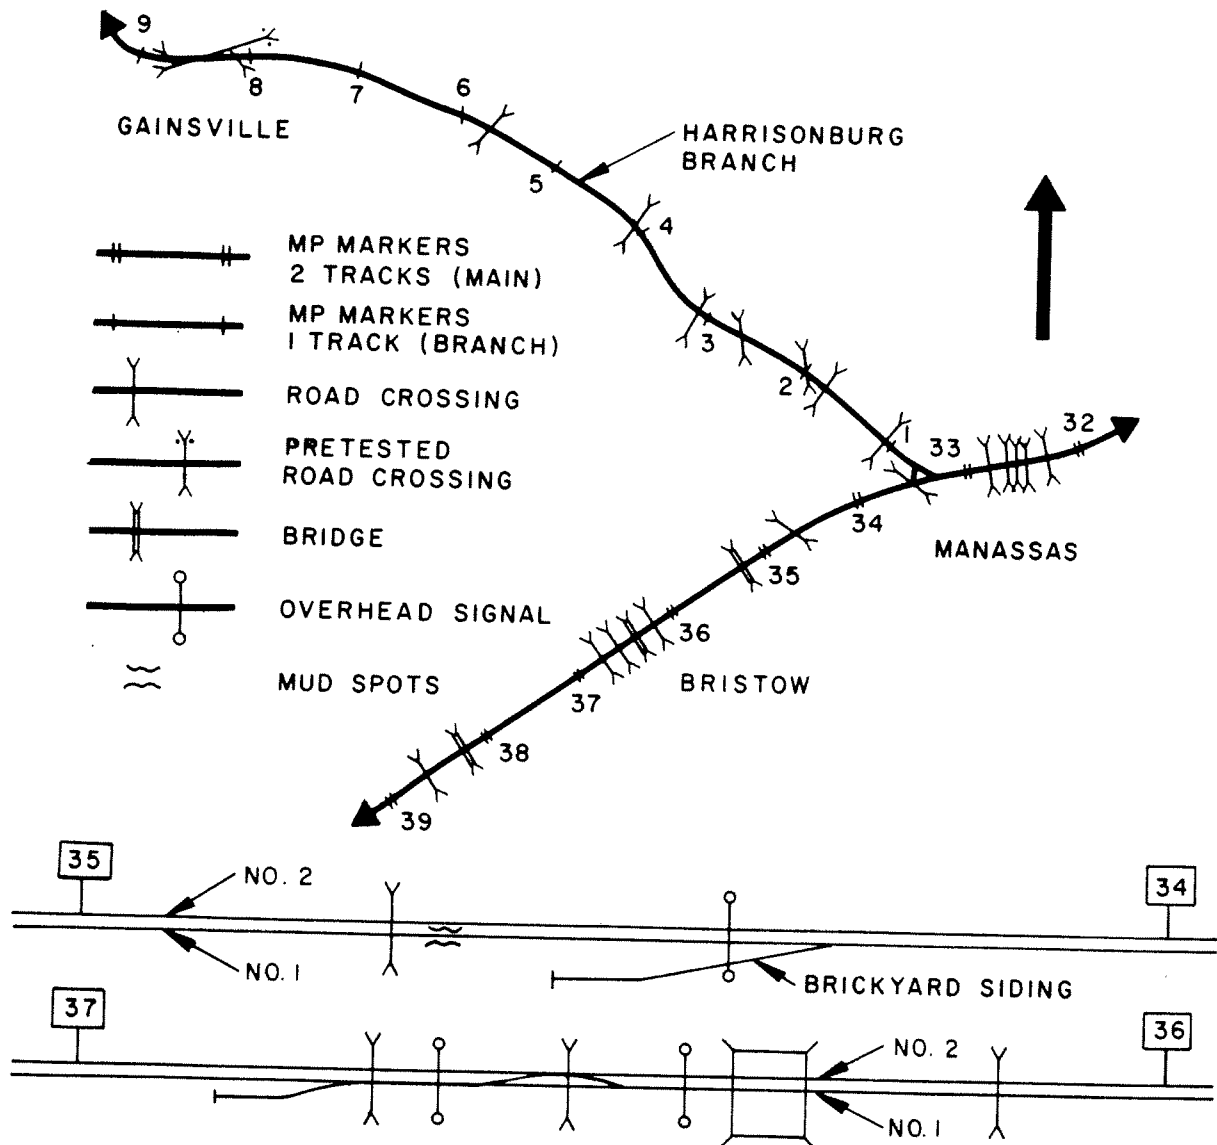 9
8
7
6
GAINSVILLE
HARRISONBURG
BRANCH
5
4
MP MARKERS
2 TRACKS (MAIN)
MP MARKERS
1 TRACK (BRANCH)
3
2
ROAD CROSSING
1
33
32
PRETESTED
ROAD CROSSING
34
MANASSAS
BRIDGE
35
OVERHEAD SIGNAL
36
MUD SPOTS
BRISTOW
37
38
39
35
NO. 2
34
NO. 1
BRICKYARD SIDING
37
36
NO. 2
NO. 1